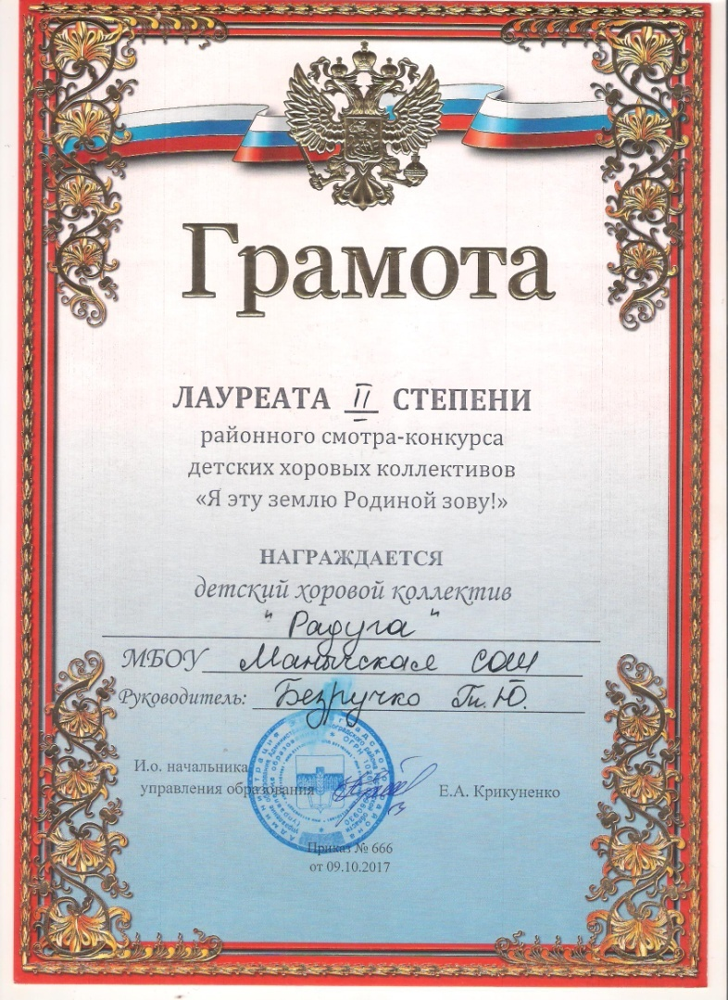 Грамота
ЛАУРЕАТА II СТЕПЕНИ
районного смотра-конкурса
детских хоровых коллективов
«Я эту землю Родиной зову!»
НАГРАЖДАЕТСЯ
детский хоровой коллектив
"Радуга"
МБОУ Манычская СОШ
Руководитель: Безручко Т. Ю.
И.о. начальника
управления образования Е.А. Крикуненко
Приказ № 666
от 09.10.2017